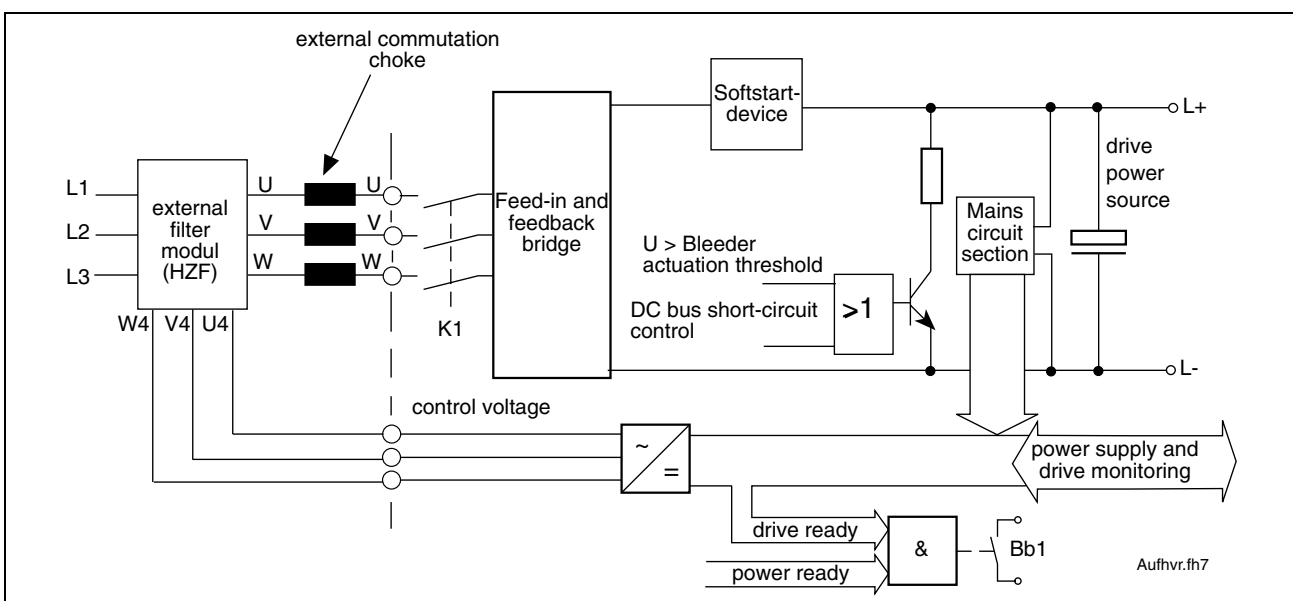 external commutation
choke
Softstart-
device
L+
drive
power
source
L1
L2
L3
external
filter
modul
(HZF)
U
V
W
U
V
W
K1
Feed-in and
feedback
bridge
U > Bleeder
actuation threshold
DC bus short-circuit
control
>1
Mains
circuit
section
L-
W4 V4 U4
control voltage
~
=
power supply and
drive monitoring
drive ready
power ready
&
Bb1
Aufhvr.fh7